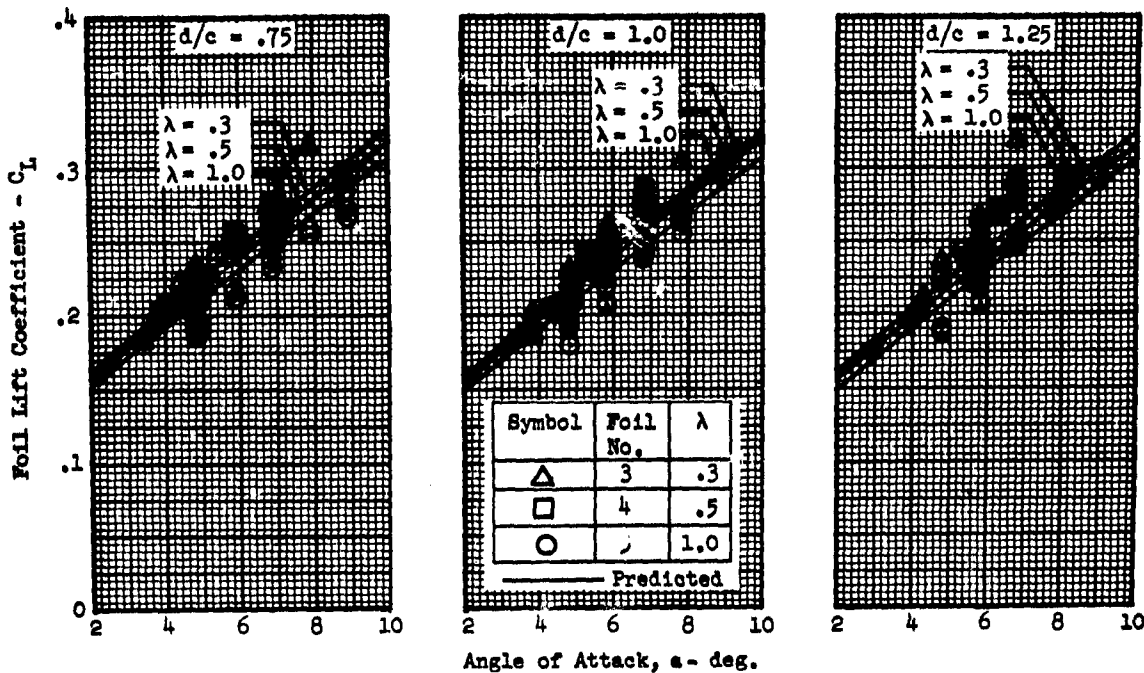 .4
.3
.2
.1
0
Foil Lift Coefficient - C_L
d/c = .75
λ = .3
λ = .5
λ = 1.0
2 4 6 8 10
d/c = 1.0
λ = .3
λ = .5
λ = 1.0
Symbol Foil No. λ
△ 3 .3
□ 4 .5
○ 1.0
Predicted
2 4 6 8 10
d/c = 1.25
λ = .3
λ = .5
λ = 1.0
2 4 6 8 10
Angle of Attack, α - deg.